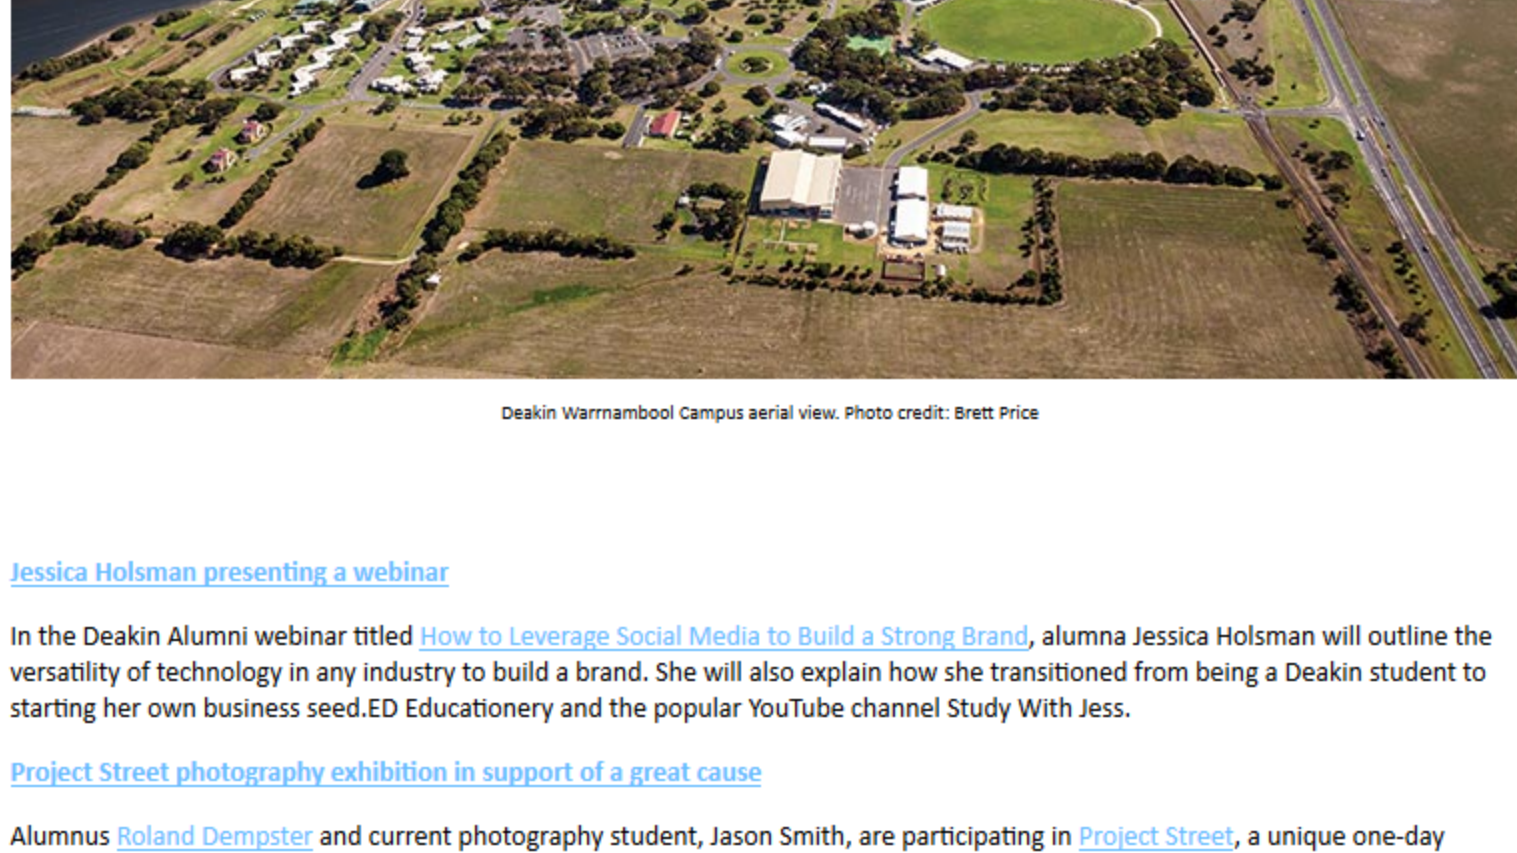 Deakin Warrnambool Campus aerial view. Photo credit: Brett Price
Jessica Holsman presenting a webinar
In the Deakin Alumni webinar titled How to Leverage Social Media to Build a Strong Brand, alumna Jessica Holsman will outline the
versatility of technology in any industry to build a brand. She will also explain how she transitioned from being a Deakin student to
starting her own business seed.ED Educationery and the popular YouTube channel Study With Jess.
Project Street photography exhibition in support of a great cause
Alumnus Roland Dempster and current photography student, Jason Smith, are participating in Project Street, a unique one-day